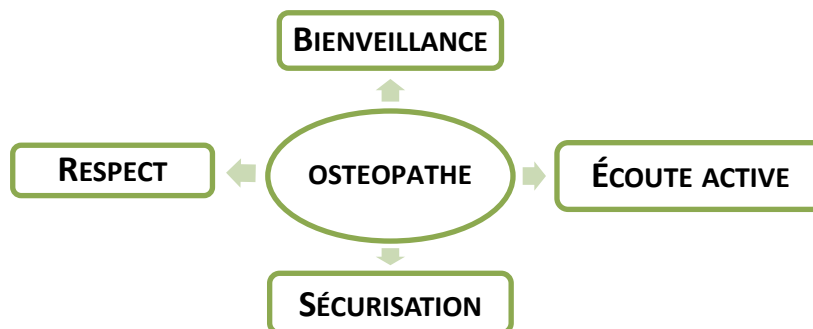 BIENVEILLANCE
RESPECT
OSTEOPATHE
ÉCOUTE ACTIVE
SÉCURISATION